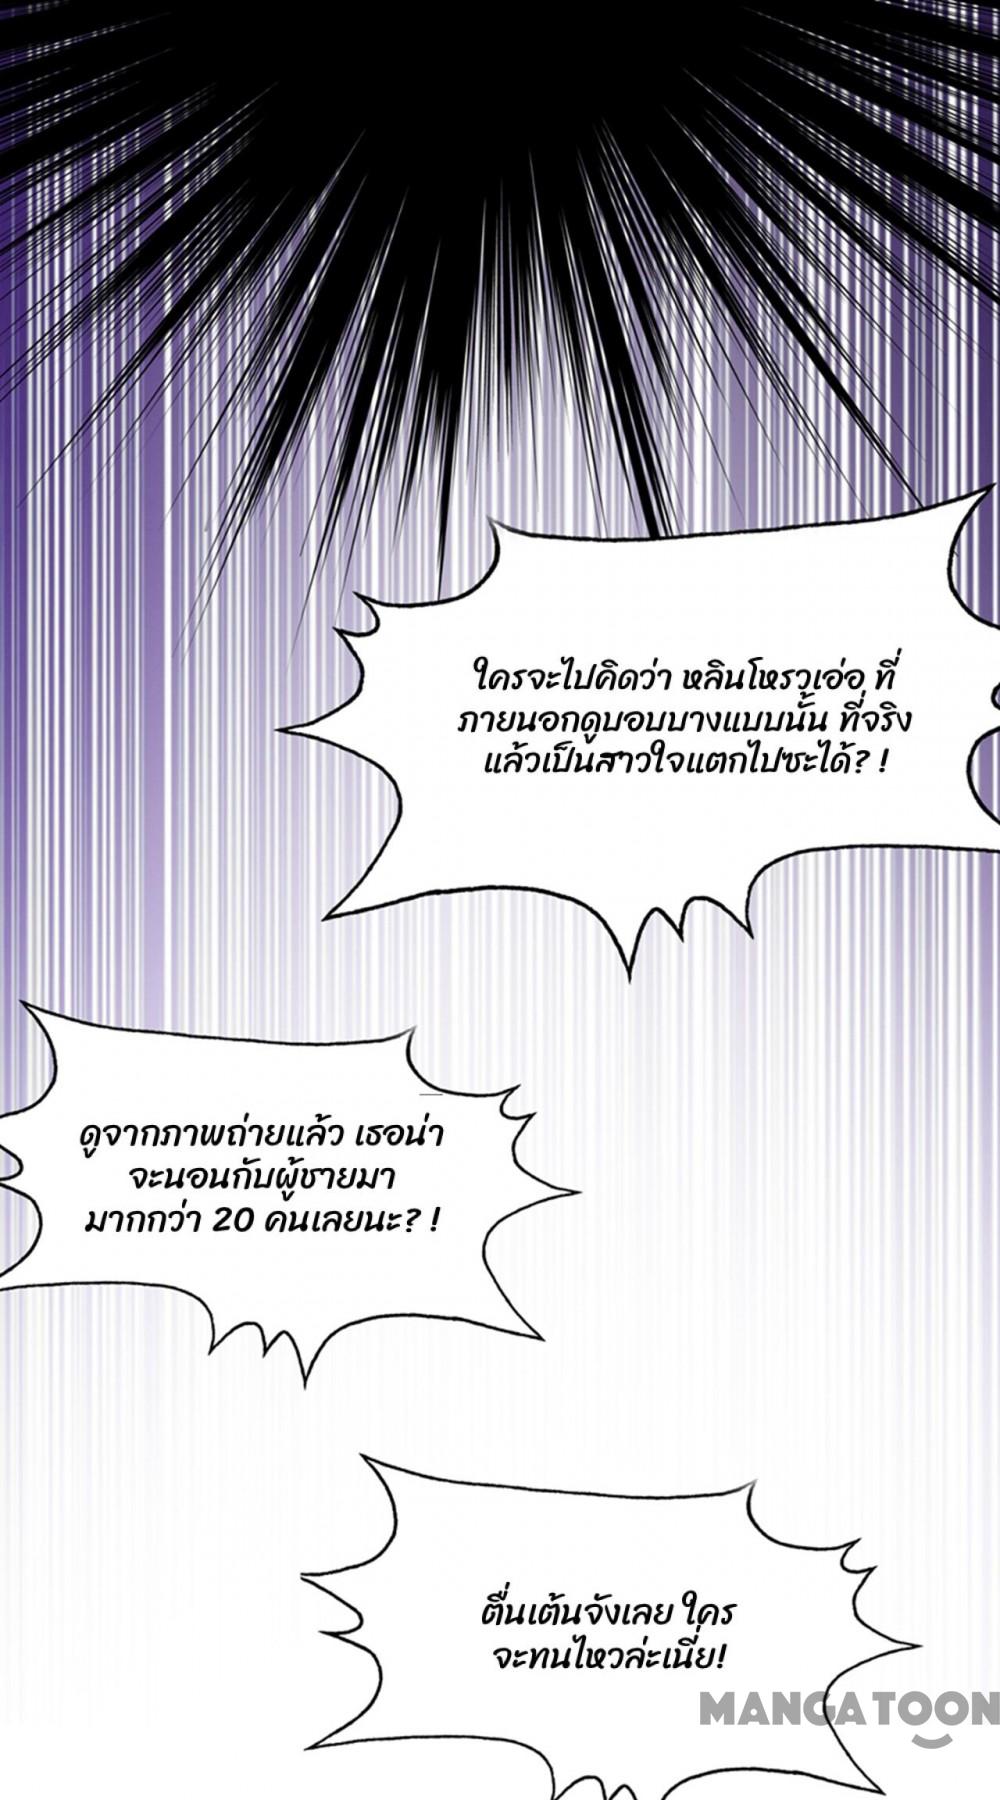 ใครจะไปคิดว่า หลินโหรวเอ๋อ ที่
ภายนอกดูบอบบางแบบนั้น ที่จริง
แล้วเป็นสาวใจแตกไปซะได้? !
ดูจากภาพถ่ายแล้ว เธอน่า
จะนอนกับผู้ชายมา
มากกว่า 20 คนเลยนะ? !
ตื่นเต้นจังเลย ใคร
จะทนไหวล่ะเนี่ย!
MANGATOON